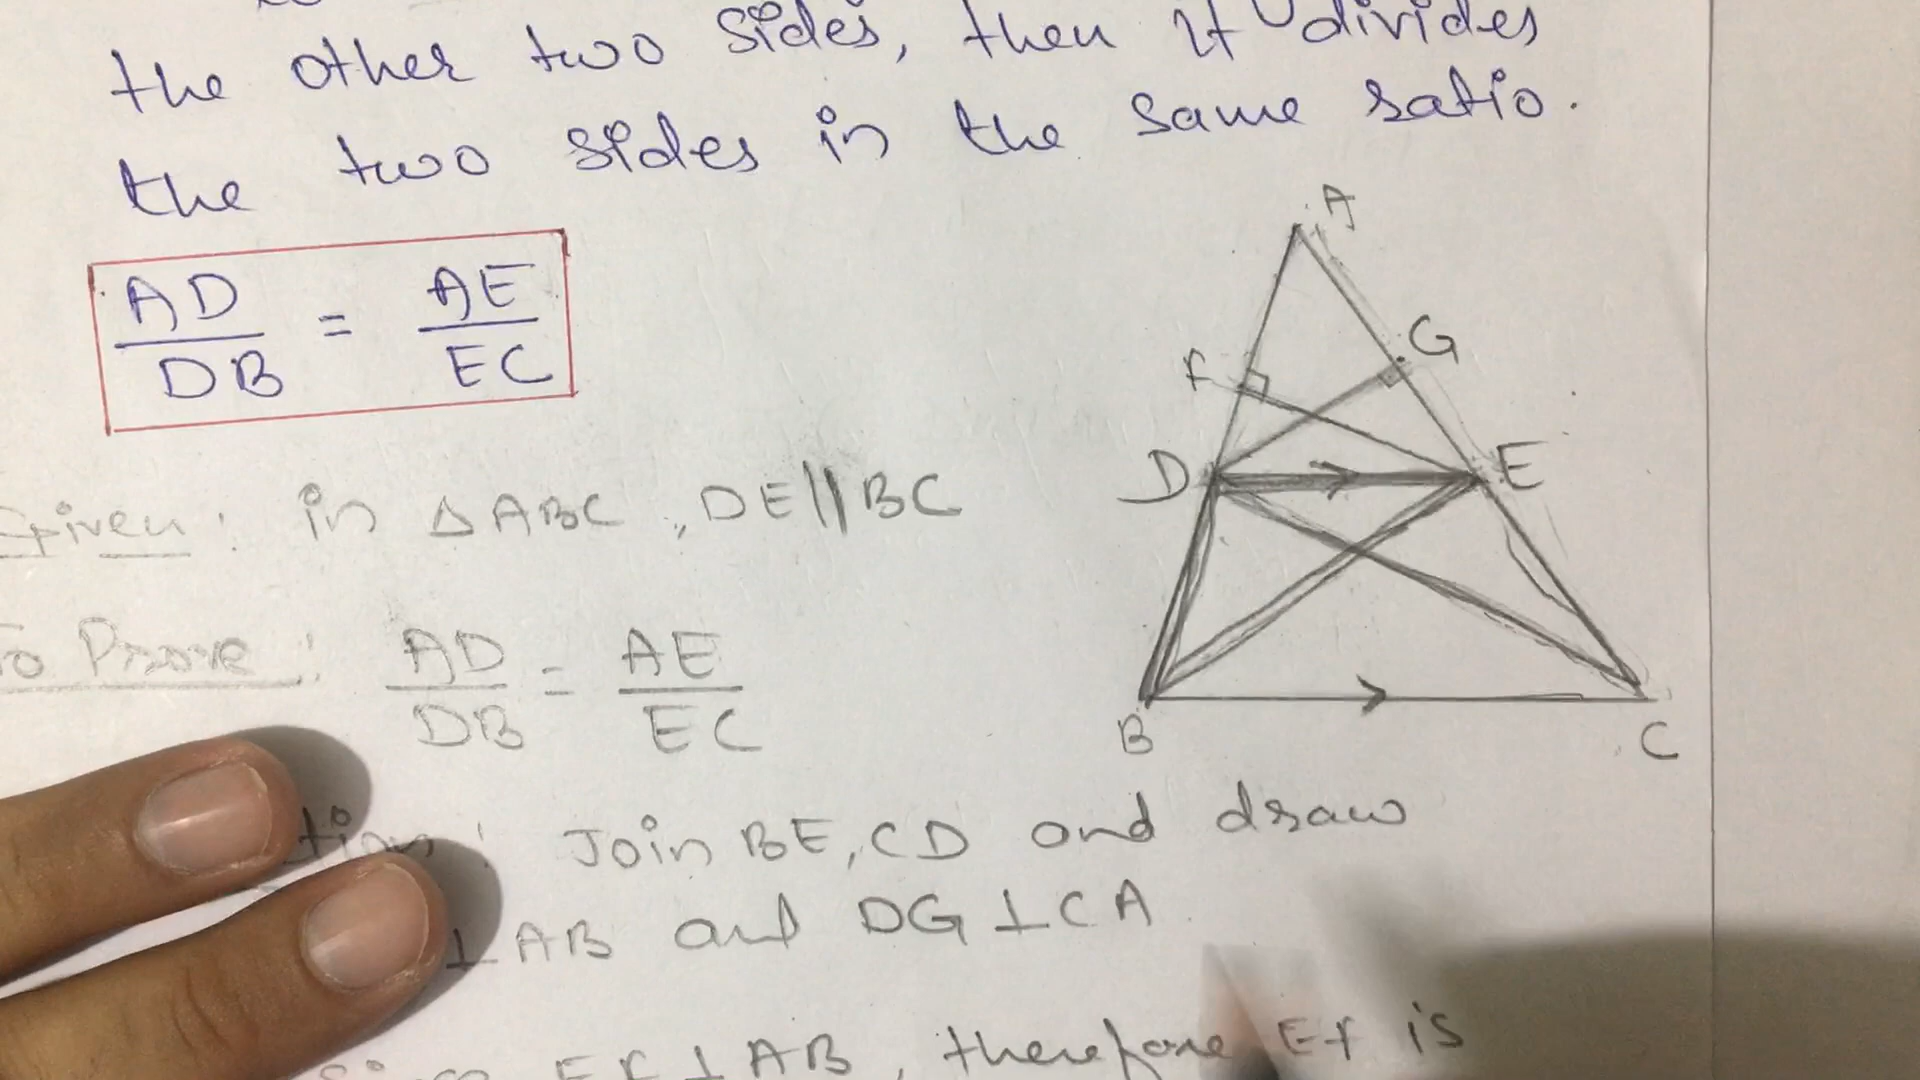 the other two sides, then it divides
the two sides in the same ratio.
AD/DB = AE/EC
Given : in △ABC, DE||BC
To Prove : AD/DB = AE/EC
Join BE, CD and draw
⊥ AB and DG ⊥ CA
EF ⊥ AB, therefore EF is
A
G
F
D
E
B
C